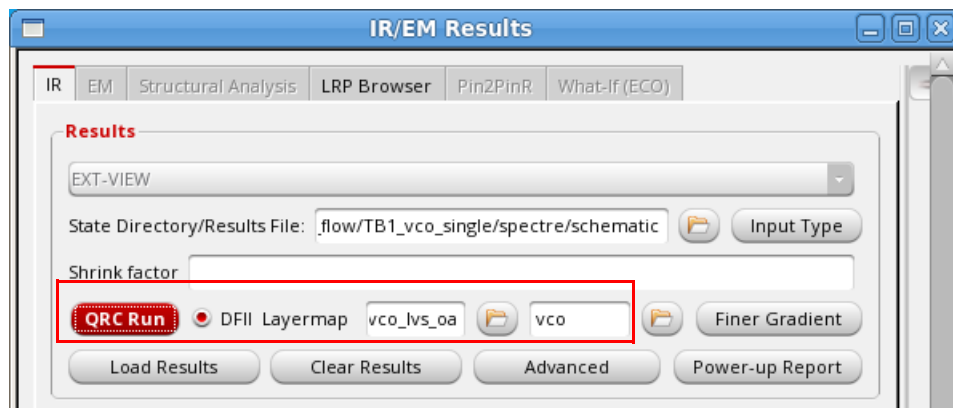 IR/EM Results
IR EM Structural Analysis LRP Browser Pin2PinR What-If (ECO)
Results
EXT-VIEW
State Directory/Results File: _flow/TB1_vco_single/spectre/schematic Input Type
Shrink factor
QRC Run DFII Layermap vco_lvs_oa vco Finer Gradient
Load Results Clear Results Advanced Power-up Report